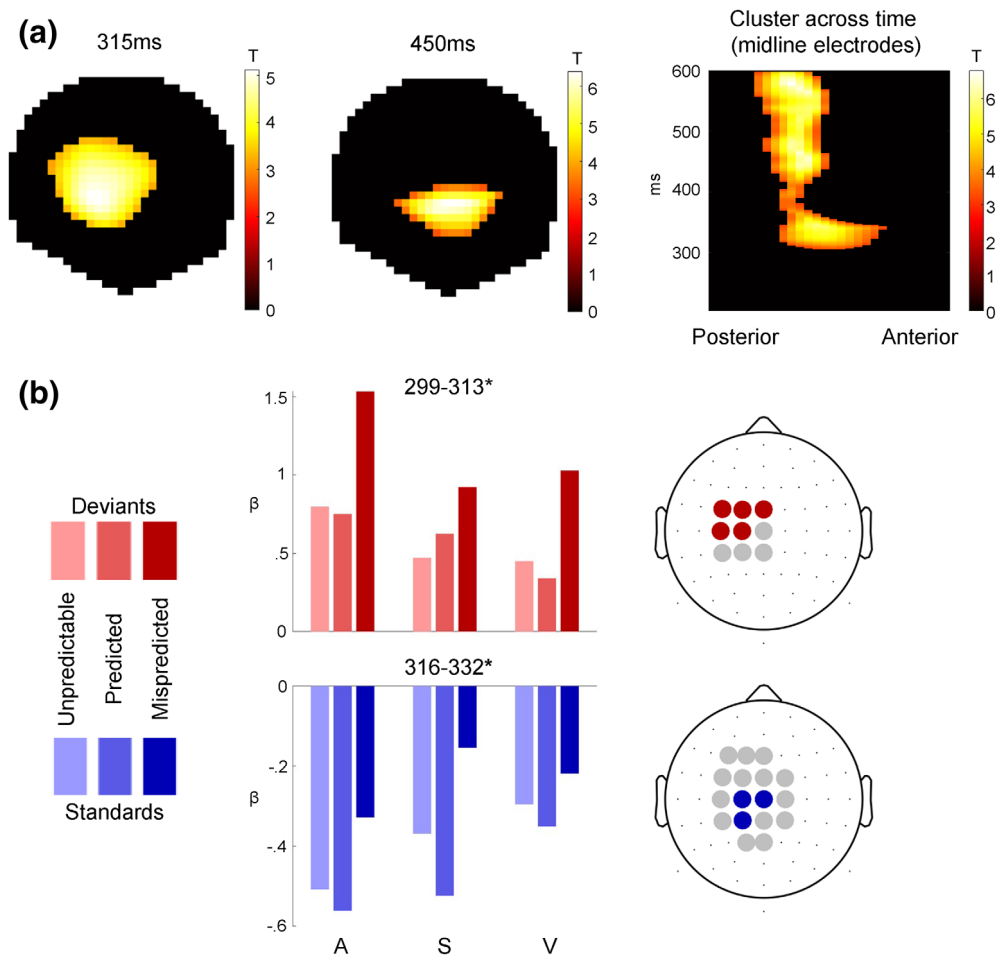 (a)
315ms
T
5
4
3
2
1
0
450ms
T
6
5
4
3
2
1
0
Cluster across time
(midline electrodes)
T
600
500
400
300
ms
6
5
4
3
2
1
0
Posterior
Anterior
(b)
Deviants
Unpredictable
Predicted
Mispredicted
Standards
299-313*
1.5
1
.5
0
β
316-332*
0
-.2
-.4
-.6
β
A
S
V